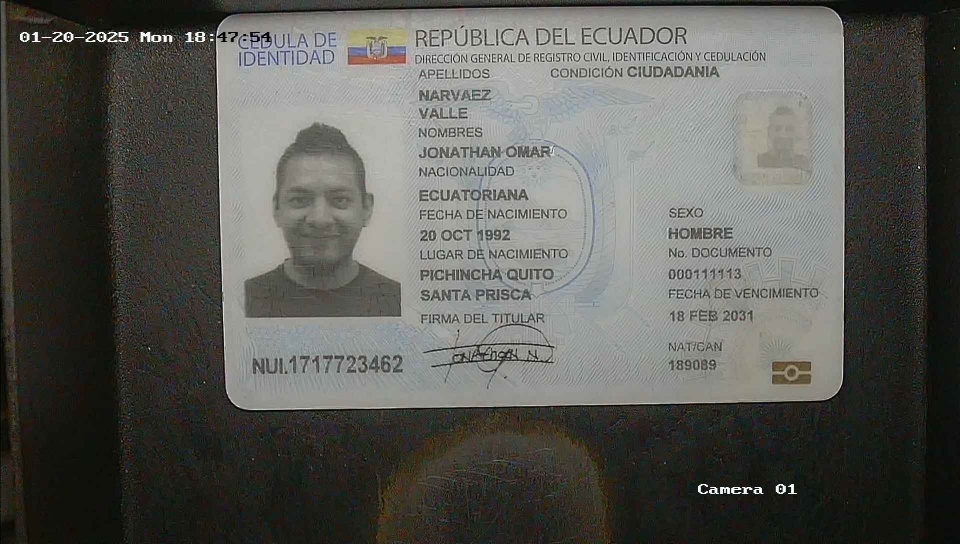 01-20-2025 Mon 18:47:54
CÉDULA DE
IDENTIDAD
REPÚBLICA DEL ECUADOR
DIRECCIÓN GENERAL DE REGISTRO CIVIL, IDENTIFICACIÓN Y CEDULACIÓN
APELLIDOS
CONDICIÓN CIUDADANIA
NARVAEZ
VALLE
NOMBRES
JONATHAN OMAR
NACIONALIDAD
ECUATORIANA
FECHA DE NACIMIENTO
20 OCT 1992
LUGAR DE NACIMIENTO
PICHINCHA QUITO
SANTA PRISCA
FIRMA DEL TITULAR
SEXO
HOMBRE
No. DOCUMENTO
000111113
FECHA DE VENCIMIENTO
18 FEB 2031
NAT/CAN
189089
NUI.1717723462
Camera 01